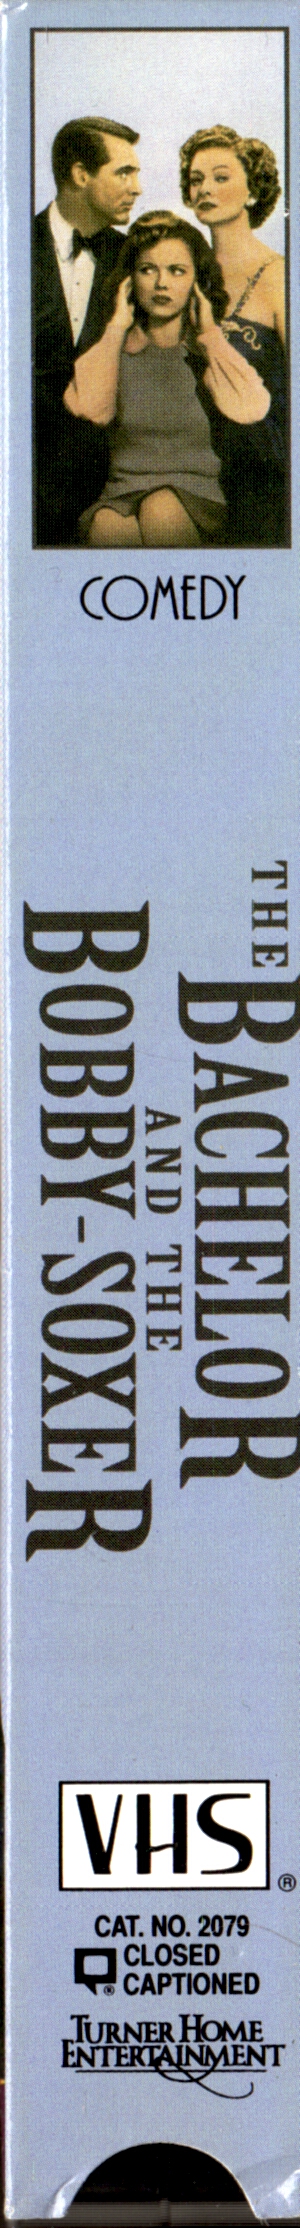 COMEDY
THE
BACHELOR
AND THE
BOBBY-SOXER
VHS
®
CAT. NO. 2079
CLOSED
CAPTIONED
®
TURNER HOME
ENTERTAINMENT